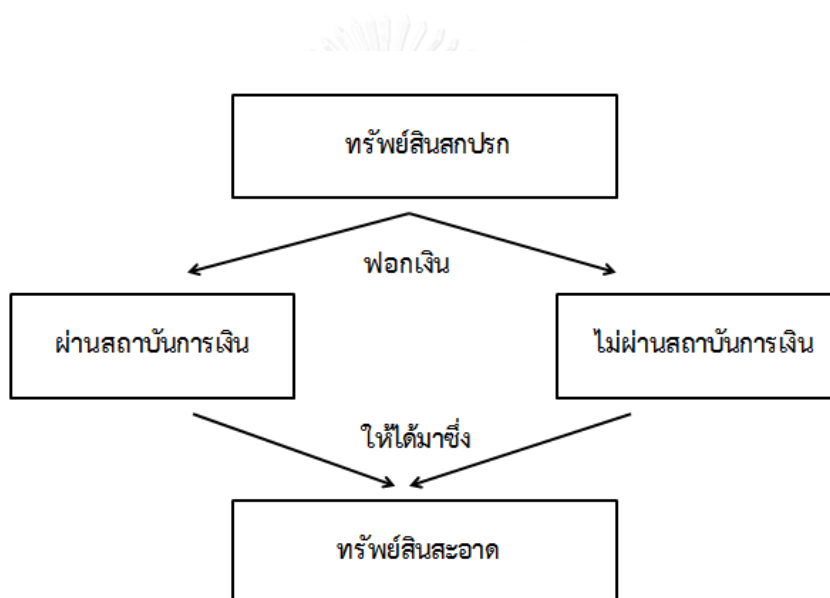 ทรัพย์สินสกปรก
ฟอกเงิน
ผ่านสถาบันการเงิน
ไม่ผ่านสถาบันการเงิน
ให้ได้มาซึ่ง
ทรัพย์สินสะอาด